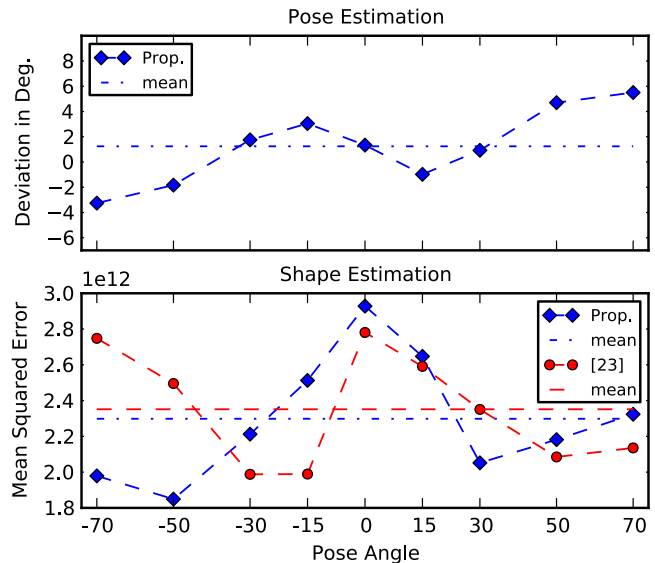 Pose Estimation
Deviation in Deg.
8
6
4
2
0
−2
−4
−6
Prop.
mean
1e12
Shape Estimation
Mean Squared Error
3.0
2.8
2.6
2.4
2.2
2.0
1.8
Prop.
mean
[23]
mean
-70 -50 -30 -15 0 15 30 50 70
Pose Angle